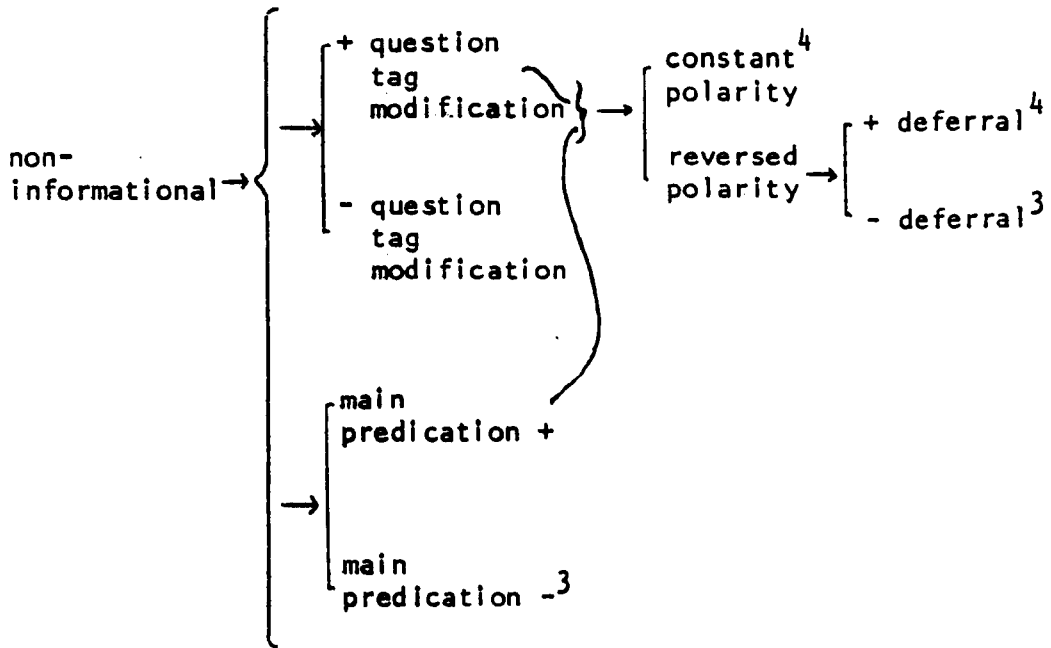 non-
informational
+ question
tag
modification
- question
tag
modification
main
predication +
main
predication -3
constant4
polarity
reversed
polarity
+ deferral4
- deferral3